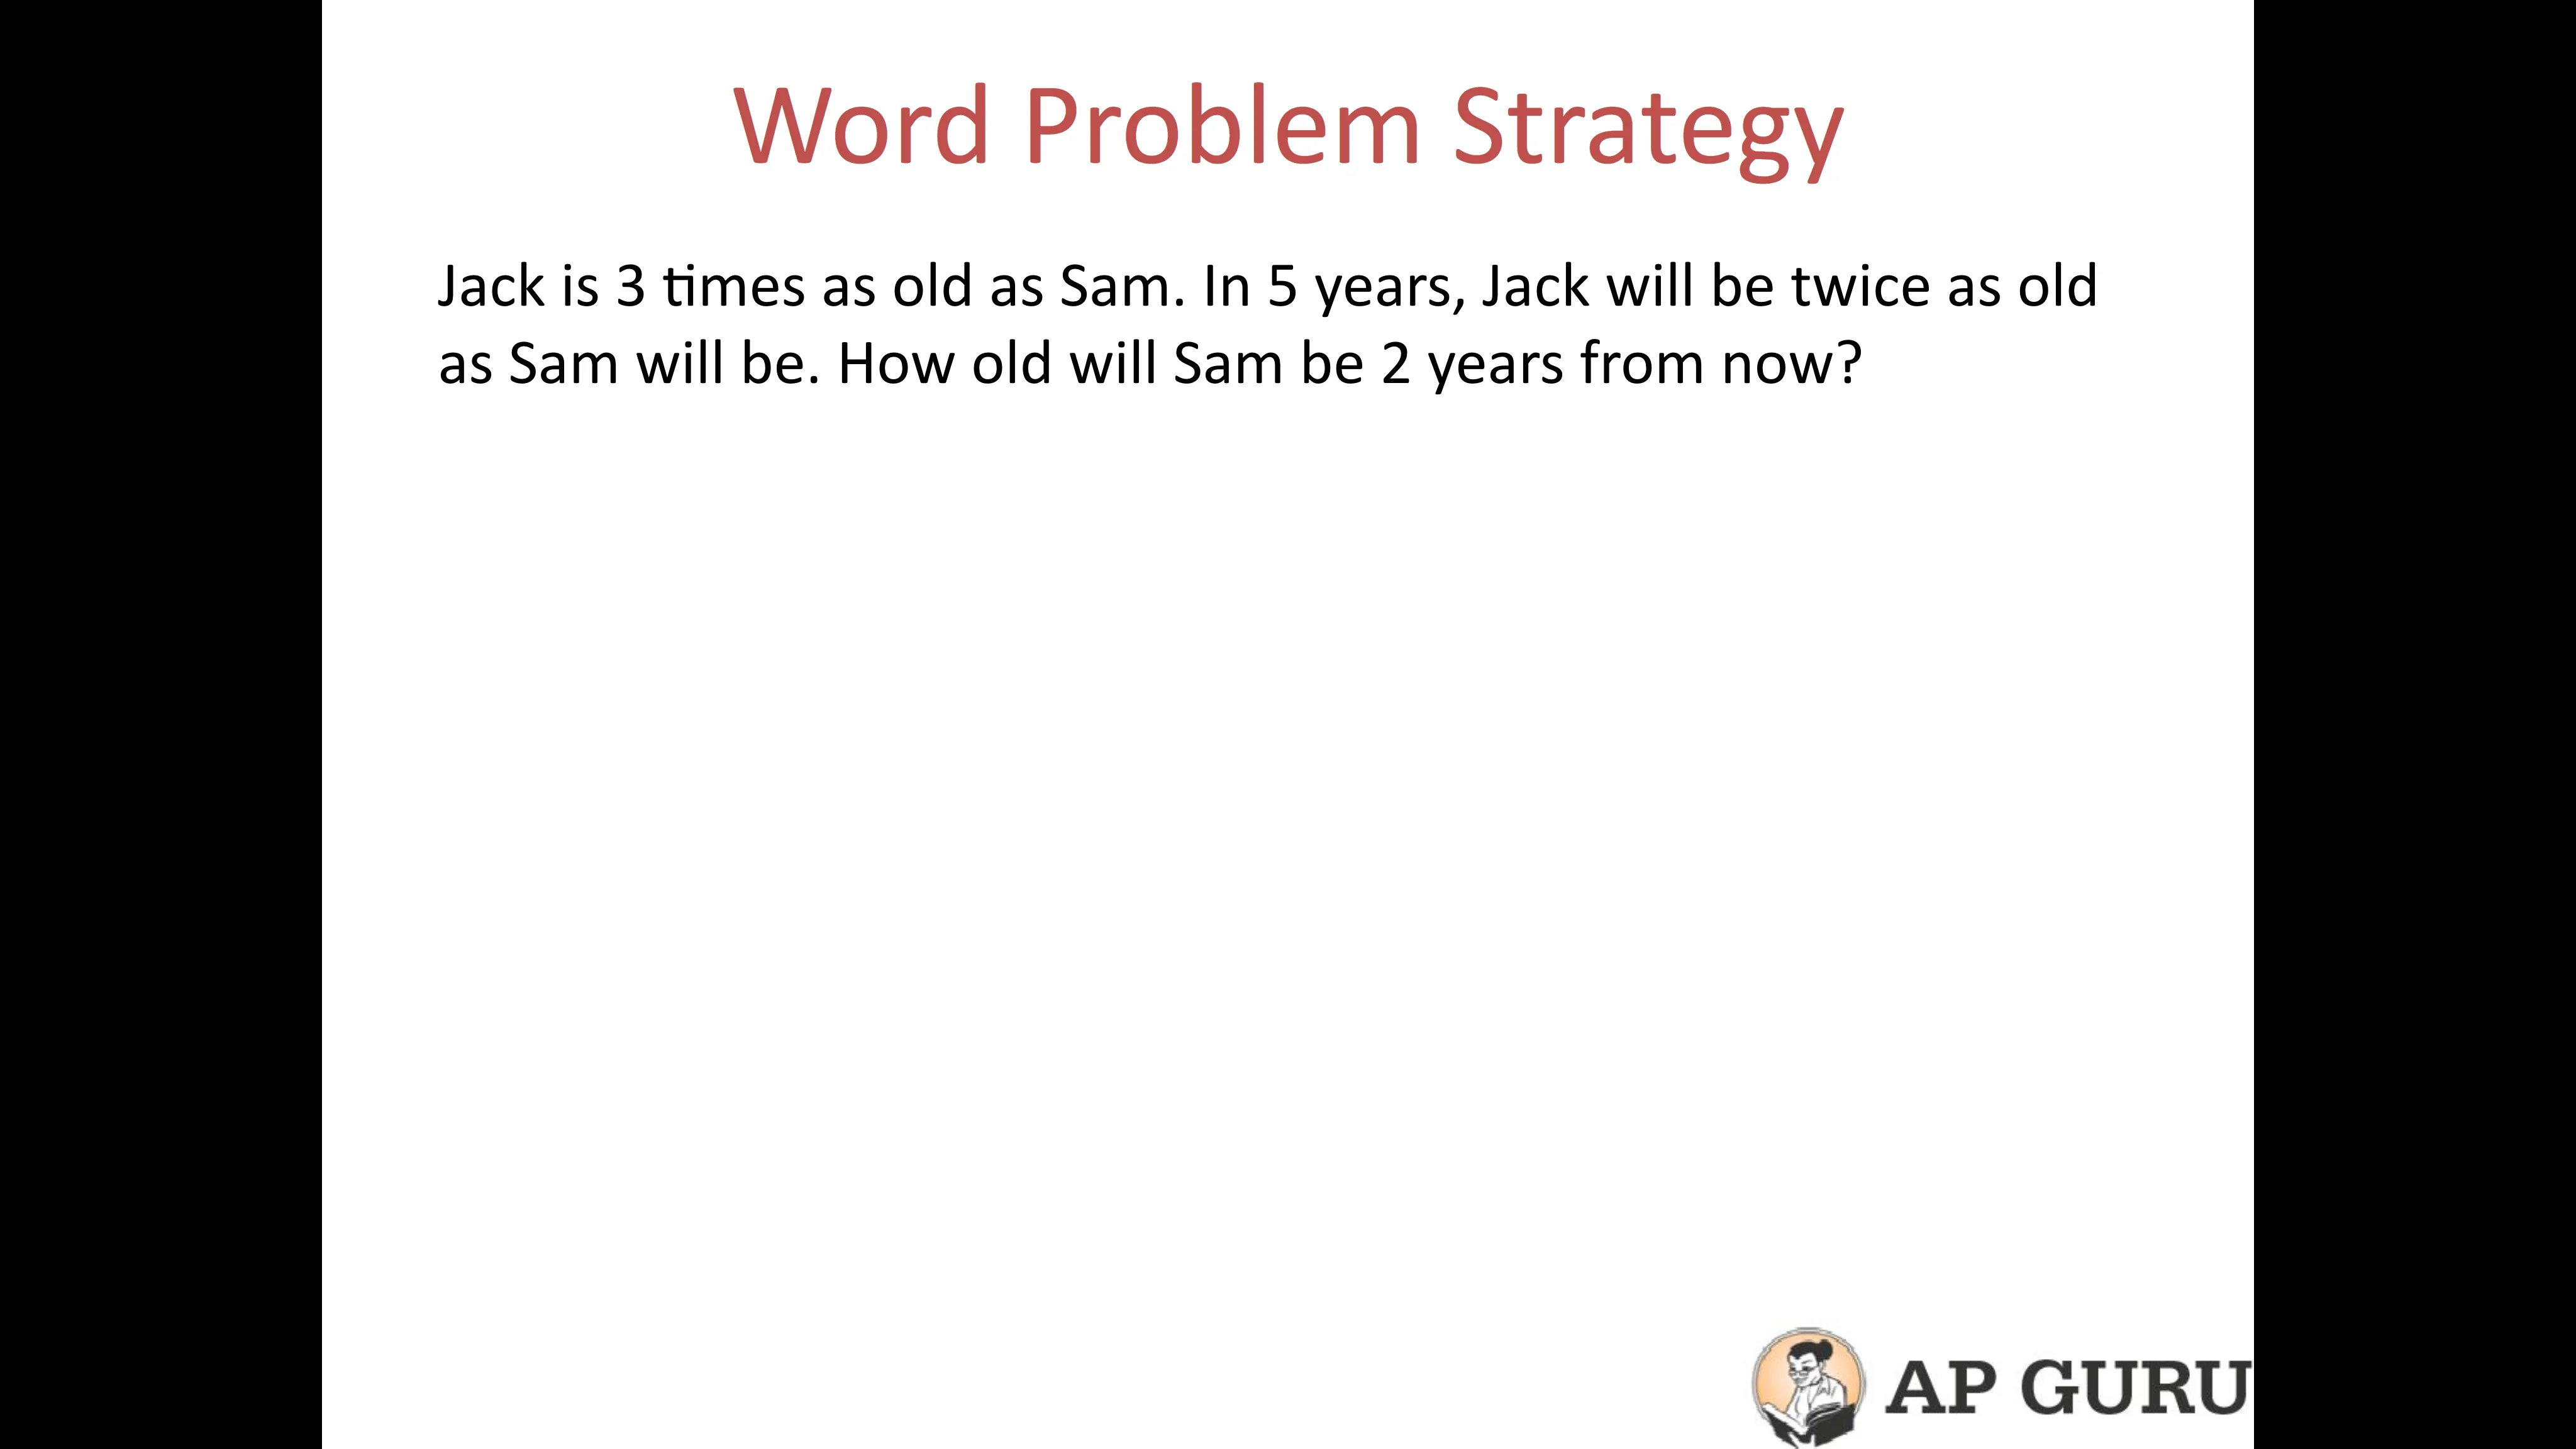 Word Problem Strategy
Jack is 3 times as old as Sam. In 5 years, Jack will be twice as old
as Sam will be. How old will Sam be 2 years from now?
AP GURU